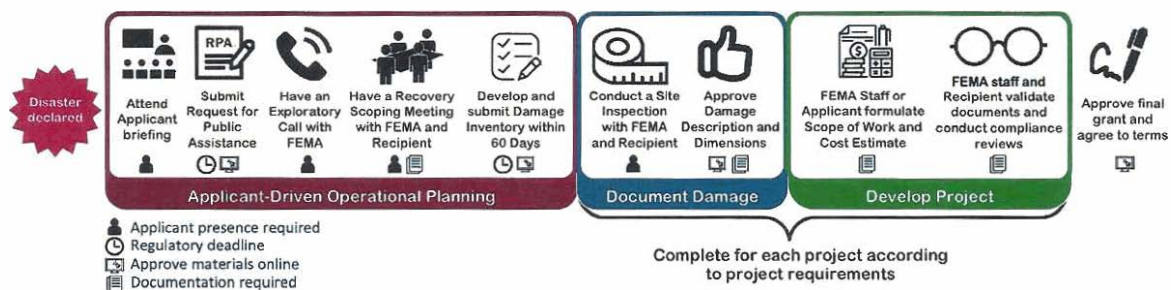 Disaster
declared
Attend
Applicant
briefing
RPA
Submit
Request for
Public
Assistance
Have an
Exploratory
Call with
FEMA
Have a Recovery
Scoping Meeting
with FEMA and
Recipient
Develop and
submit Damage
Inventory within
60 Days
Applicant-Driven Operational Planning
Conduct a Site
Inspection
with FEMA
and Recipient
Approve
Damage
Description and
Dimensions
Document Damage
FEMA Staff or
Applicant formulate
Scope of Work and
Cost Estimate
FEMA staff and
Recipient validate
documents and
conduct compliance
reviews
Develop Project
Approve final
grant and
agree to terms
Applicant presence required
Regulatory deadline
Approve materials online
Documentation required
Complete for each project according
to project requirements